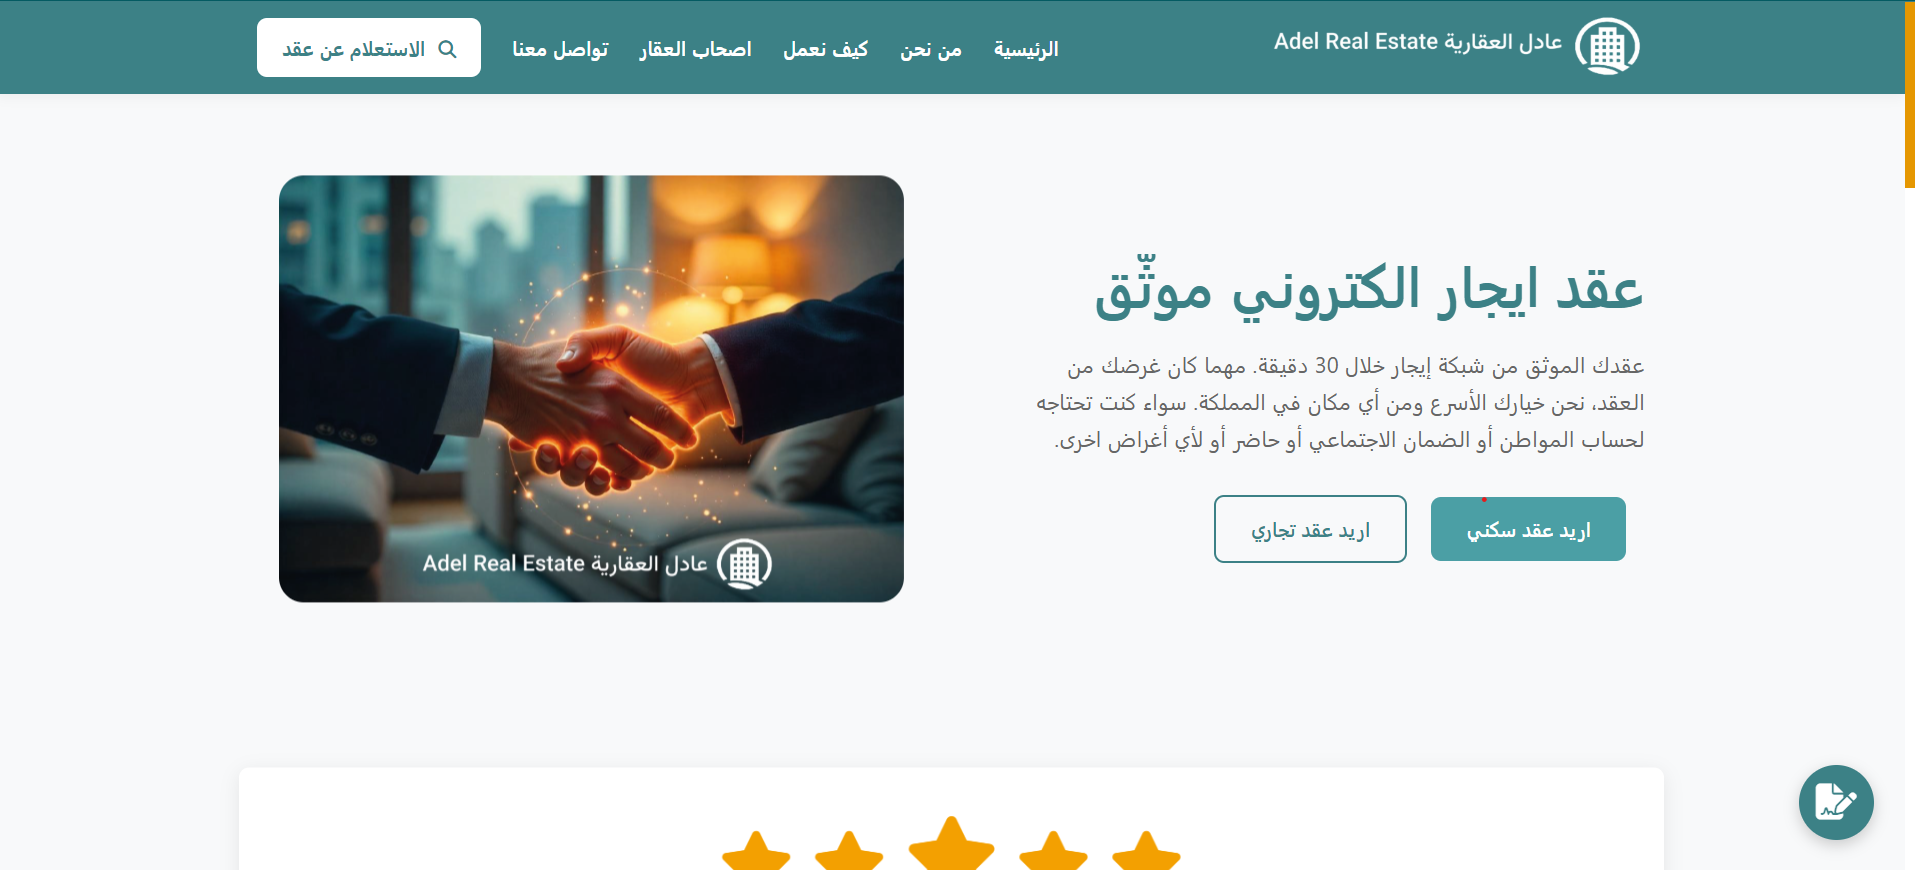 عادل العقارية Adel Real Estate
الرئيسية
من نحن
كيف نعمل
اصحاب العقار
تواصل معنا
الاستعلام عن عقد
عقد ايجار الكتروني موثّق
عقدك الموثق من شبكة إيجار خلال 30 دقيقة. مهما كان غرضك من
العقد، نحن خيارك الأسرع ومن أي مكان في المملكة. سواء كنت تحتاجه
لحساب المواطن أو الضمان الاجتماعي أو حاضر أو لأي أغراض اخرى.
اريد عقد سكني
اريد عقد تجاري
عادل العقارية Adel Real Estate